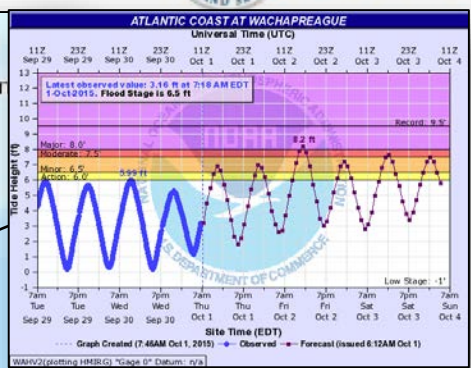 ATLANTIC COAST AT WACHAPREAGUE
Universal Time (UTC)
11Z 23Z 11Z 23Z 11Z 23Z 11Z 23Z 11Z 23Z 11Z
Sep 29 Sep 29 Sep 30 Sep 30 Oct 1 Oct 1 Oct 2 Oct 2 Oct 3 Oct 3 Oct 4
Latest observed value: 3.16 ft at 7:18 AM EDT
1-Oct-2015. Flood Stage is 6.5 ft
Tide Height (ft)
13
12
11
10
9
8
7
6
5
4
3
2
1
0
-1
Record: 9.5'
Major: 8.0'
Moderate: 7.5'
Minor: 6.5'
Action: 6.0'
5.99 ft
8.2 ft
NOAA
U.S. DEPARTMENT OF COMMERCE
Low Stage: -1'
7am 7pm 7am 7pm 7am 7pm 7am 7pm 7am 7pm 7am
Tue Tue Wed Wed Thu Thu Fri Fri Sat Sat Sun
Sep 29 Sep 29 Sep 30 Sep 30 Oct 1 Oct 1 Oct 2 Oct 2 Oct 3 Oct 3 Oct 4
Site Time (EDT)
Graph Created (7:46AM Oct 1, 2015) Observed Forecast (issued 6:12AM Oct 1)
WAHV2(plotting HMIRG) "Gage 0" Datum: n/a